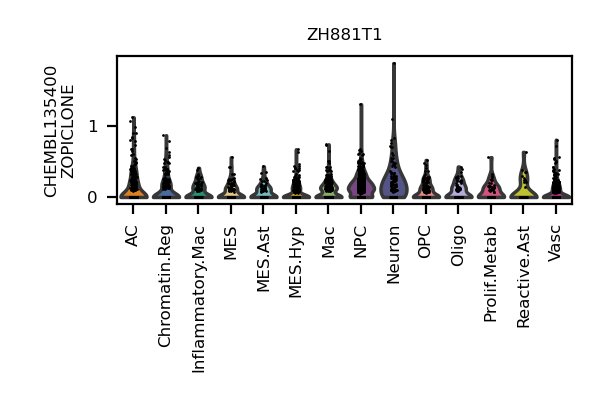 ZH881T1
CHEMBL135400
ZOPICLONE
1
0
AC
Chromatin.Reg
Inflammatory.Mac
MES
MES.Ast
MES.Hyp
Mac
NPC
Neuron
OPC
Oligo
Prolif.Metab
Reactive.Ast
Vasc